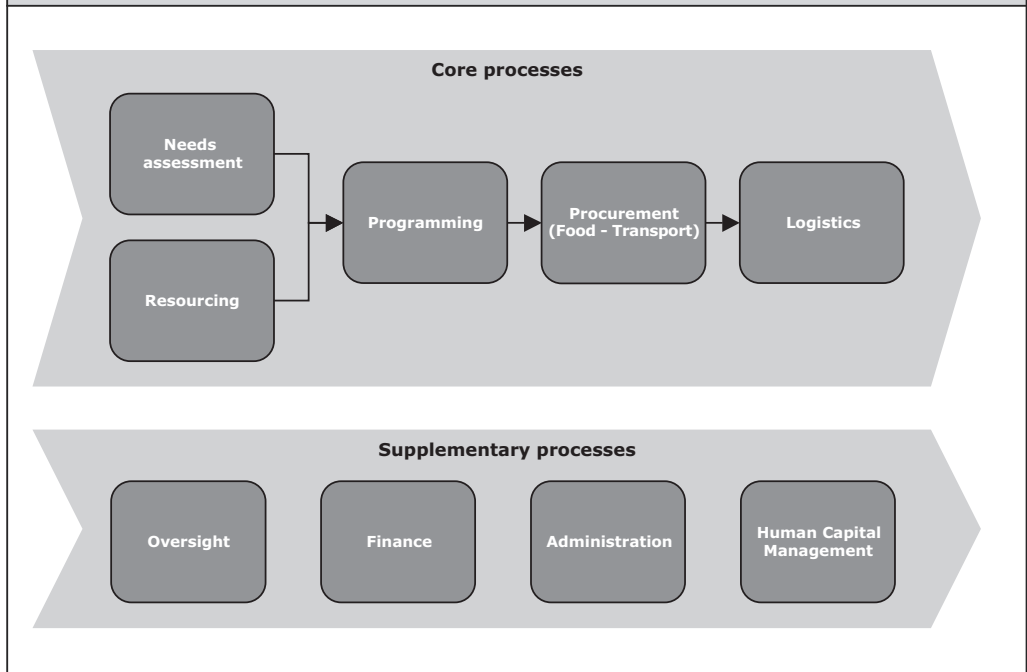 Core processes
Needs
assessment
Resourcing
Programming
Procurement
(Food - Transport)
Logistics
Supplementary processes
Oversight
Finance
Administration
Human Capital
Management